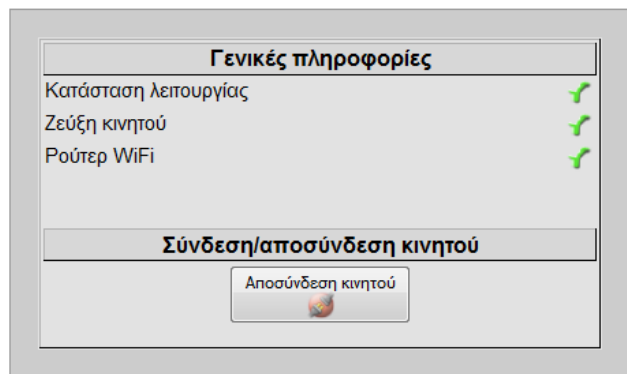 Γενικές πληροφορίες
Κατάσταση λειτουργίας
Ζεύξη κινητού
Ρούτερ WiFi
Σύνδεση/αποσύνδεση κινητού
Αποσύνδεση κινητού